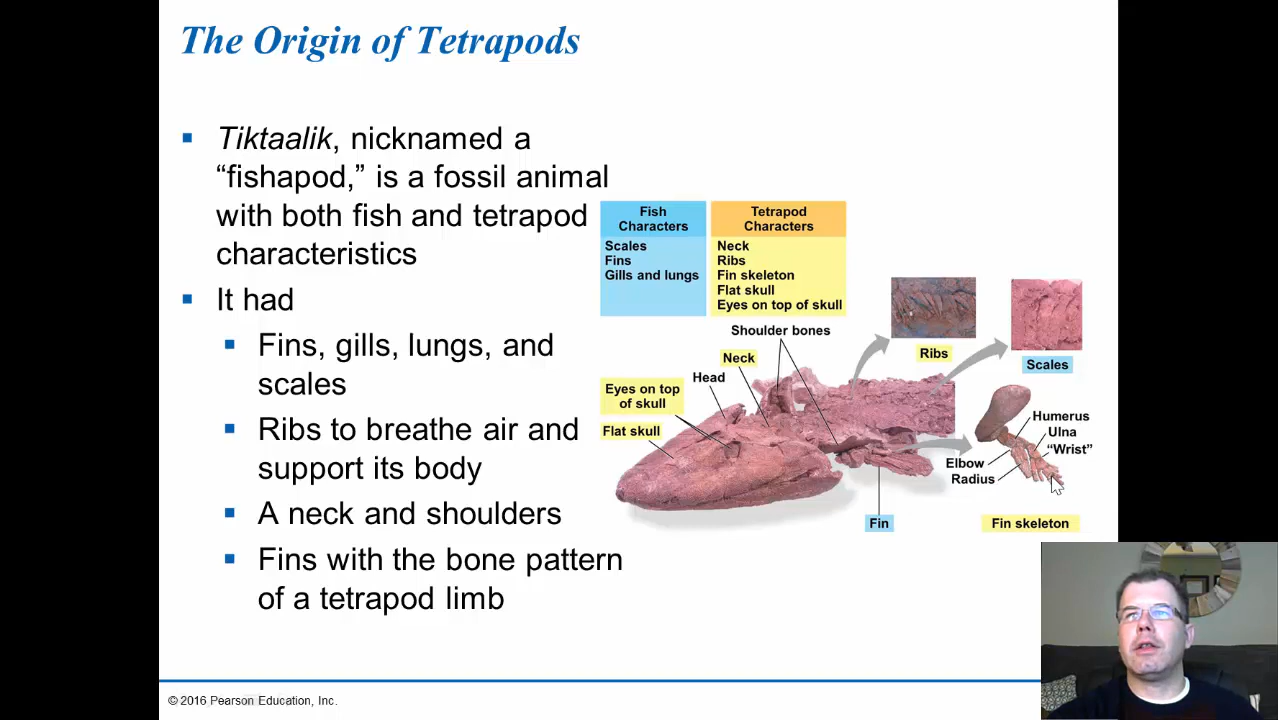 The Origin of Tetrapods
Tiktaalik, nicknamed a
“fishapod,” is a fossil animal
with both fish and tetrapod
characteristics
It had
Fins, gills, lungs, and
scales
Ribs to breathe air and
support its body
A neck and shoulders
Fins with the bone pattern
of a tetrapod limb
Fish
Characters
Scales
Fins
Gills and lungs
Tetrapod
Characters
Neck
Ribs
Fin skeleton
Flat skull
Eyes on top of skull
Shoulder bones
Neck
Head
Eyes on top
of skull
Flat skull
Ribs
Scales
Humerus
Ulna
“Wrist”
Elbow
Radius
Fin
Fin skeleton
© 2016 Pearson Education, Inc.